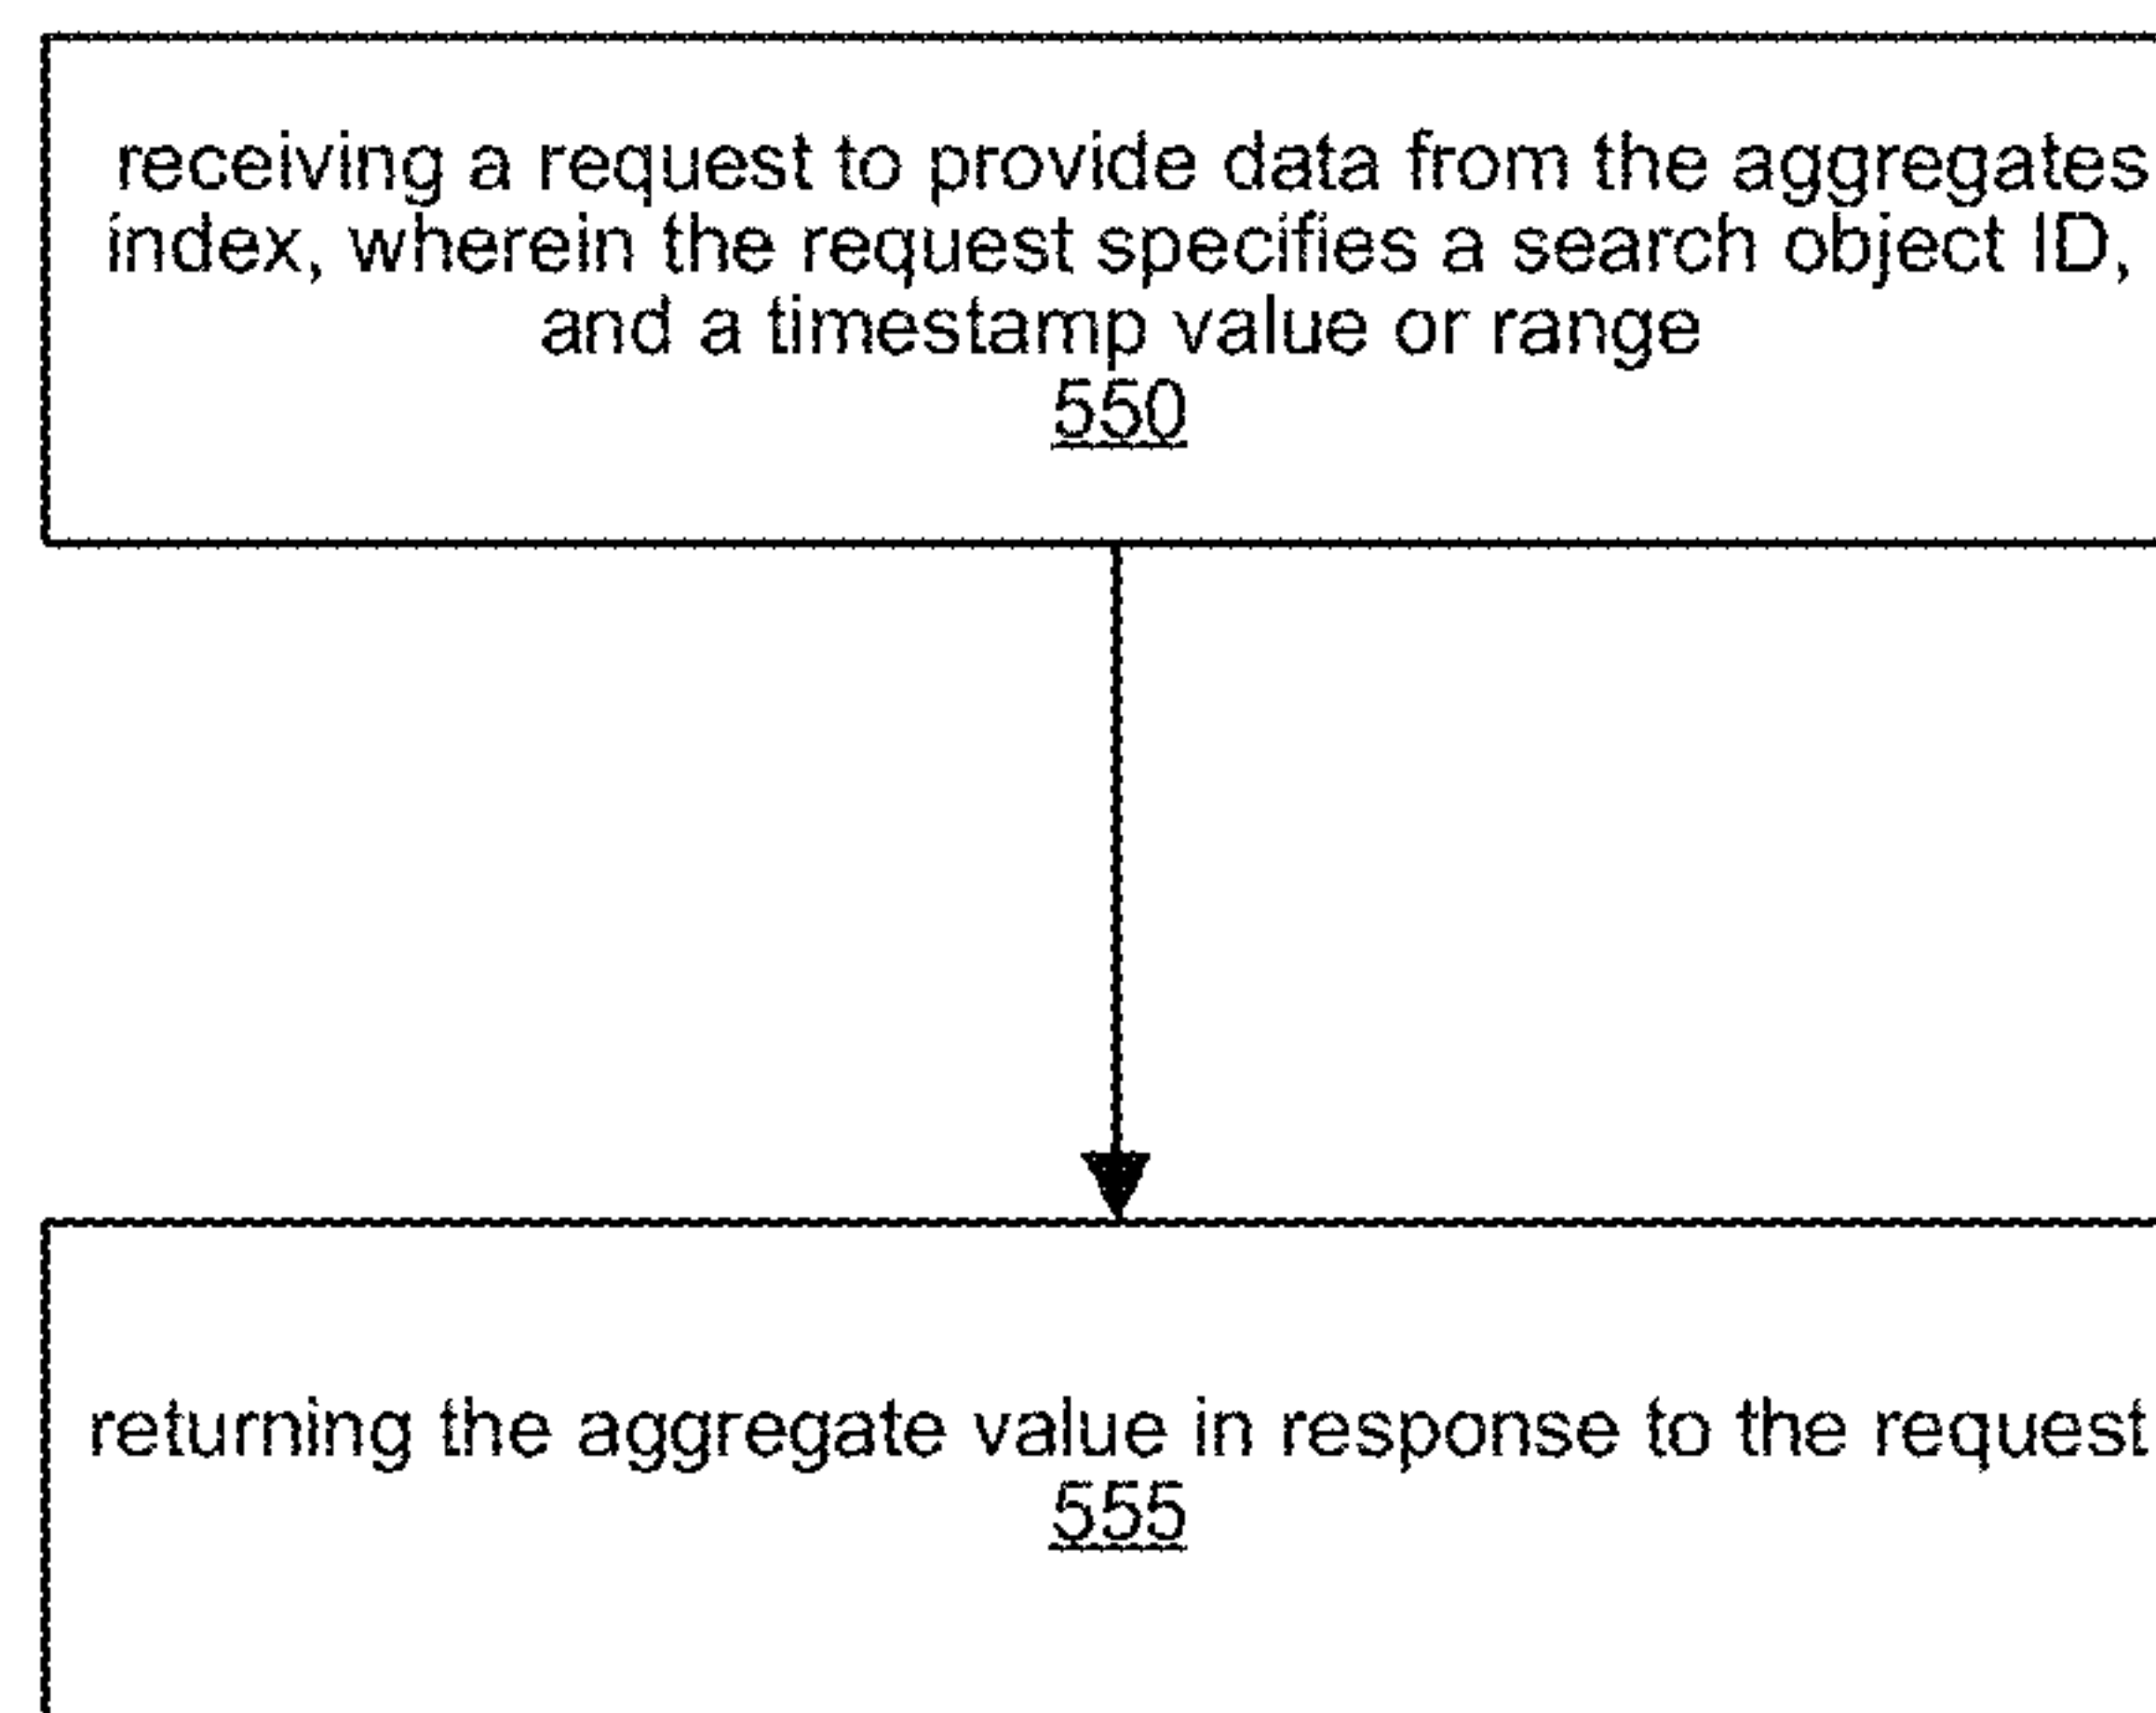 receiving a request to provide data from the aggregates
index, wherein the request specifies a search object ID,
and a timestamp value or range
550
returning the aggregate value in response to the request
555